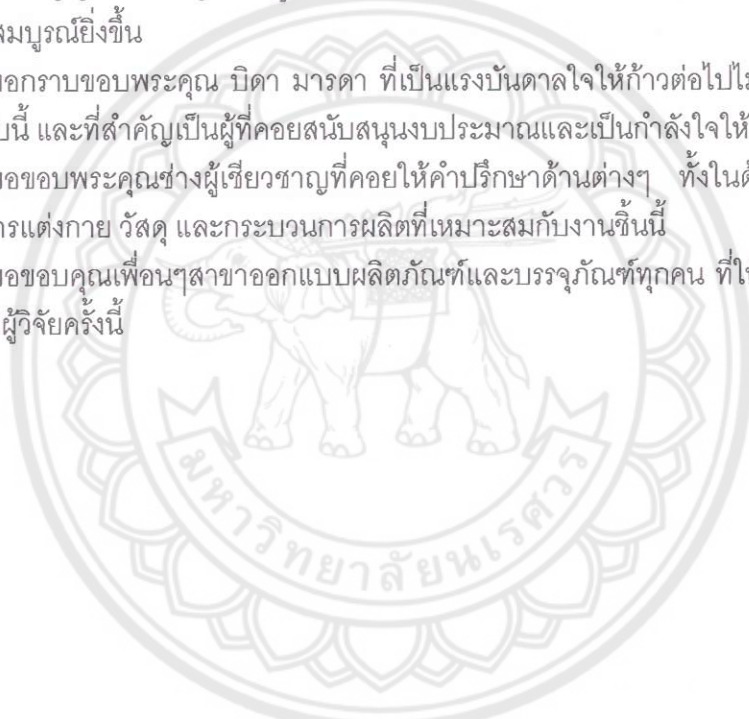 สมบูรณ์ยิ่งขึ้น
ขอกราบขอบพระคุณ บิดา มารดา ที่เป็นแรงบันดาลใจให้ก้าวต่อไปไม่
บนี้ และที่สำคัญเป็นผู้ที่คอยสนับสนุนงบประมาณและเป็นกำลังใจให้
ขอขอบพระคุณช่างผู้เชียวชาญที่คอยให้คำปรึกษาด้านต่างๆ ทั้งในด้
ารแต่งกาย วัสดุ และกระบวนการผลิตที่เหมาะสมกับงานชิ้นนี้
ขอขอบคุณเพื่อนๆสาขาออกแบบผลิตภัณฑ์และบรรจุภัณฑ์ทุกคน ที่ให
ผู้วิจัยครั้งนี้
มหาวิทยาลัยนเรศวร